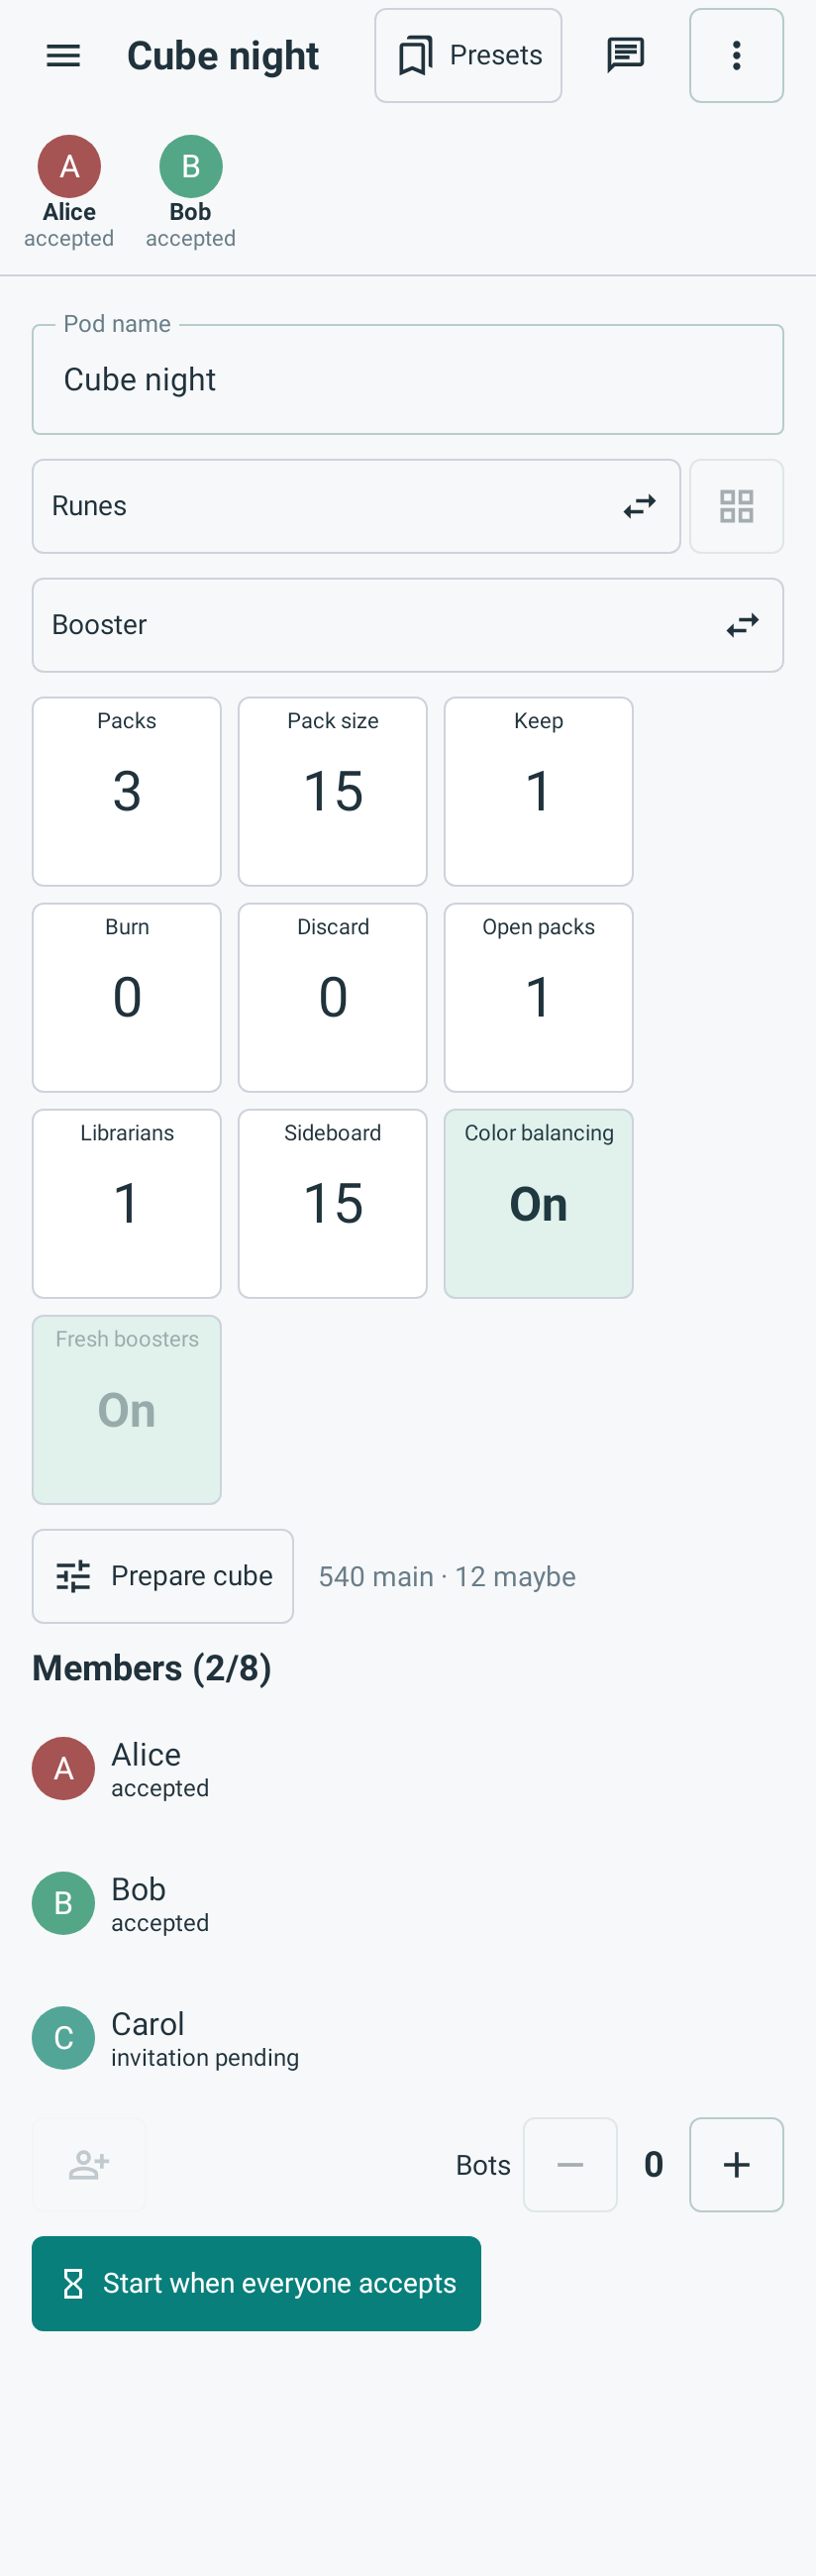 Cube night
Presets
A
B
Alice
Bob
accepted
accepted
Pod name
Cube night
Runes
Booster
Packs
Pack size
Keep
3
15
1
Burn
Discard
Open packs
0
0
1
Librarians
Sideboard
Color balancing
1
15
On
Fresh boosters
On
Prepare cube
540 main · 12 maybe
Members (2/8)
A
Alice
accepted
B
Bob
accepted
C
Carol
invitation pending
Bots
0
Start when everyone accepts